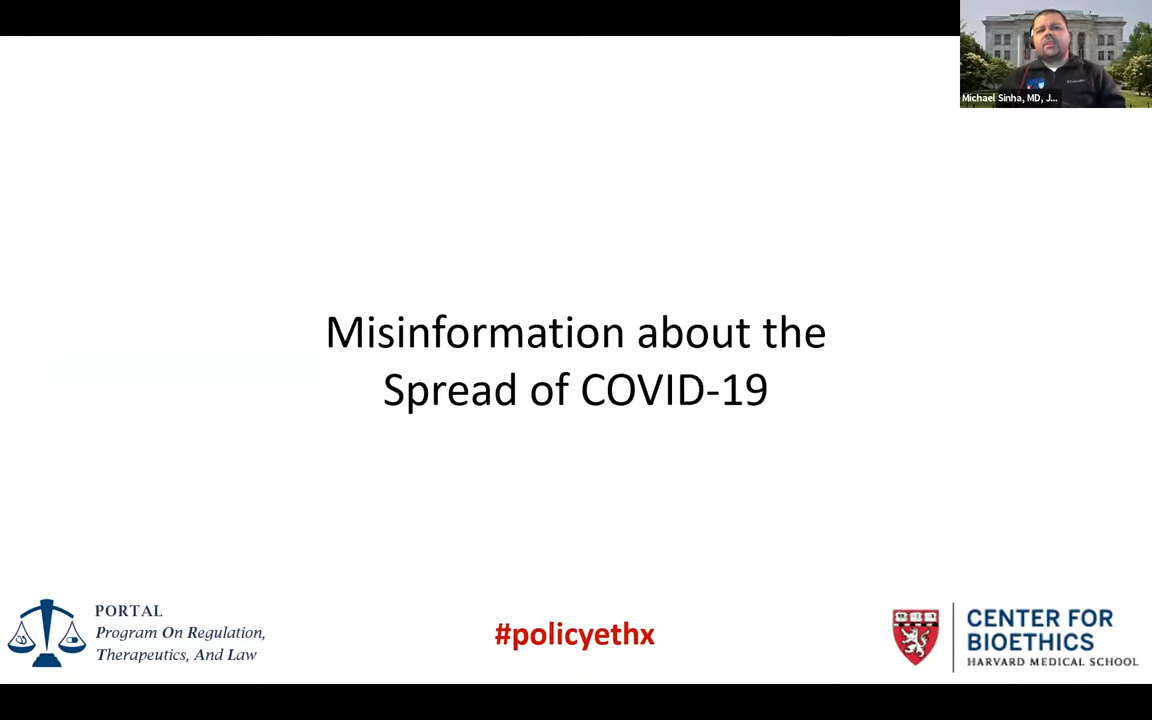 Michael Sinha, MD, J...
Misinformation about the
Spread of COVID-19
PORTAL
Program On Regulation,
Therapeutics, And Law
#policyethx
CENTER FOR
BIOETHICS
HARVARD MEDICAL SCHOOL